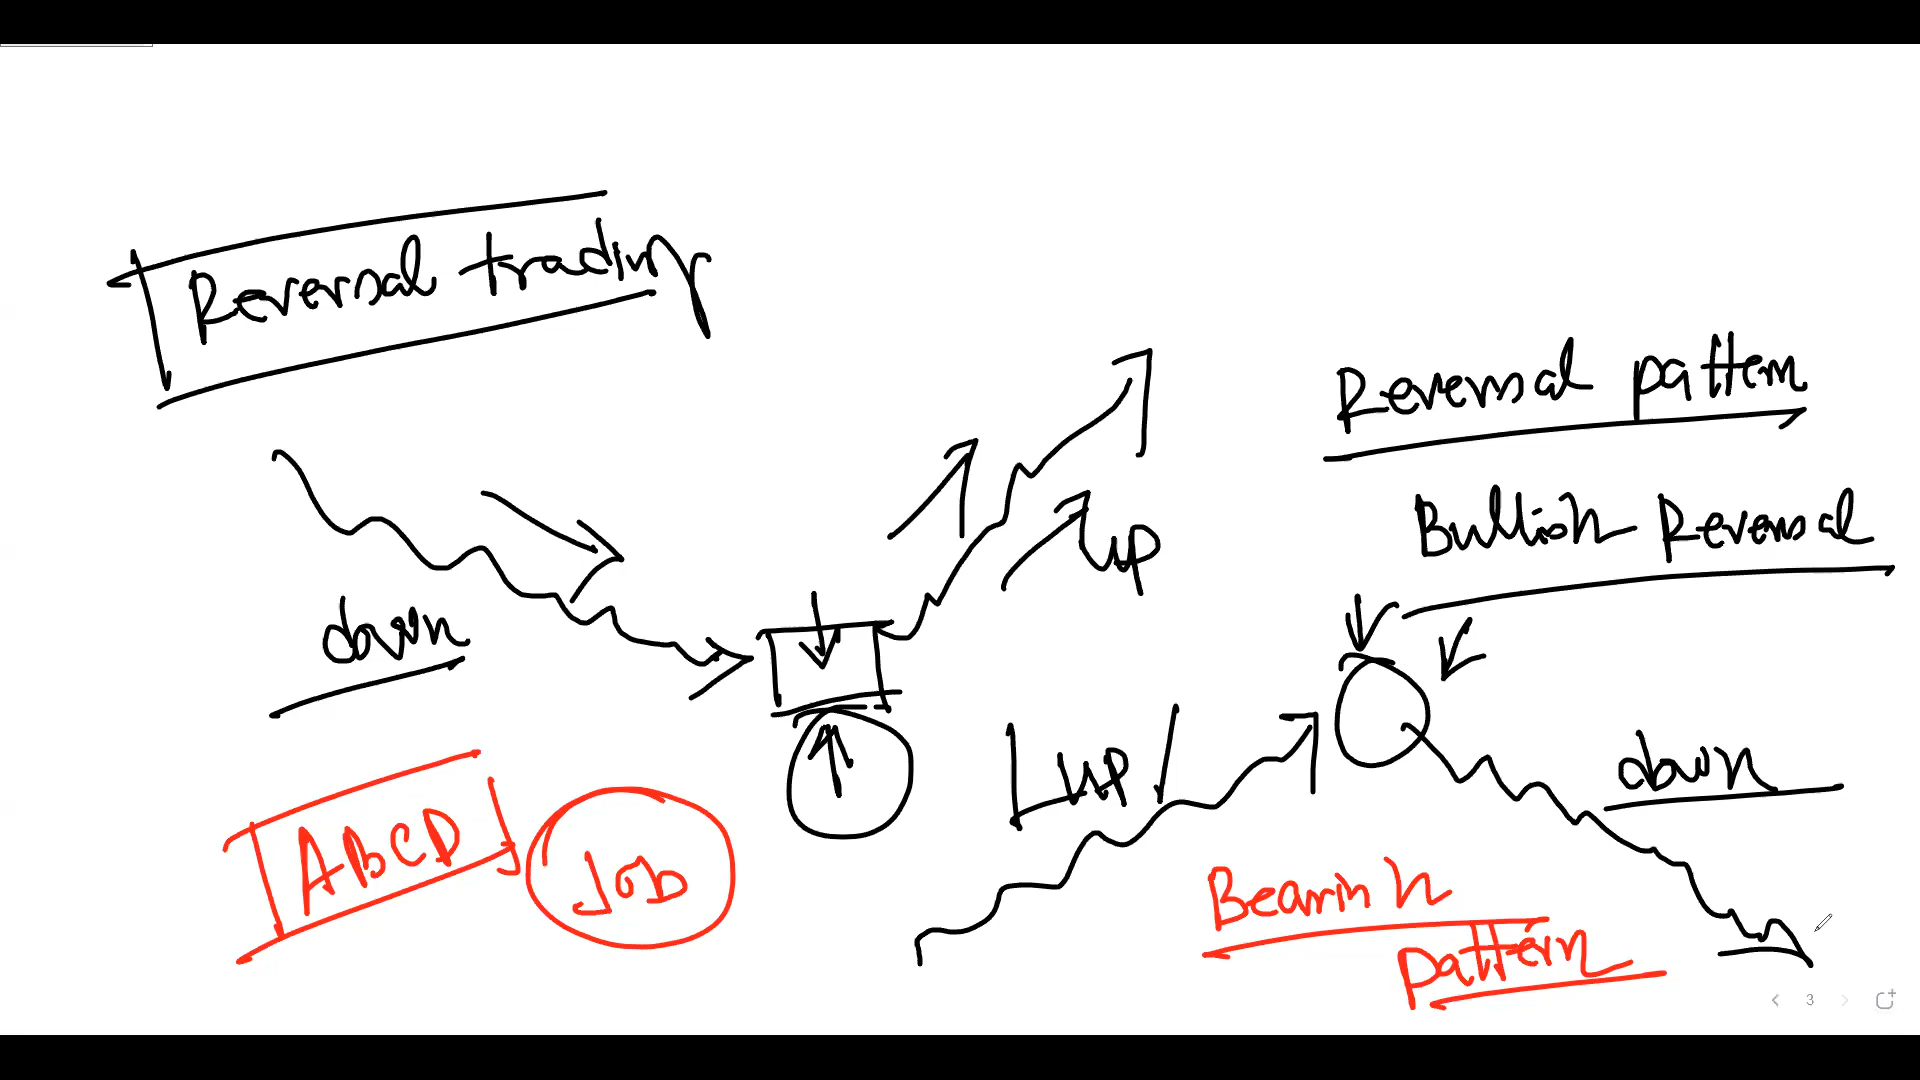 Reversal trading
Reversal pattern
Bullish Reversal
up
down
up
down
ABCD
Job
Bearish
pattern
3